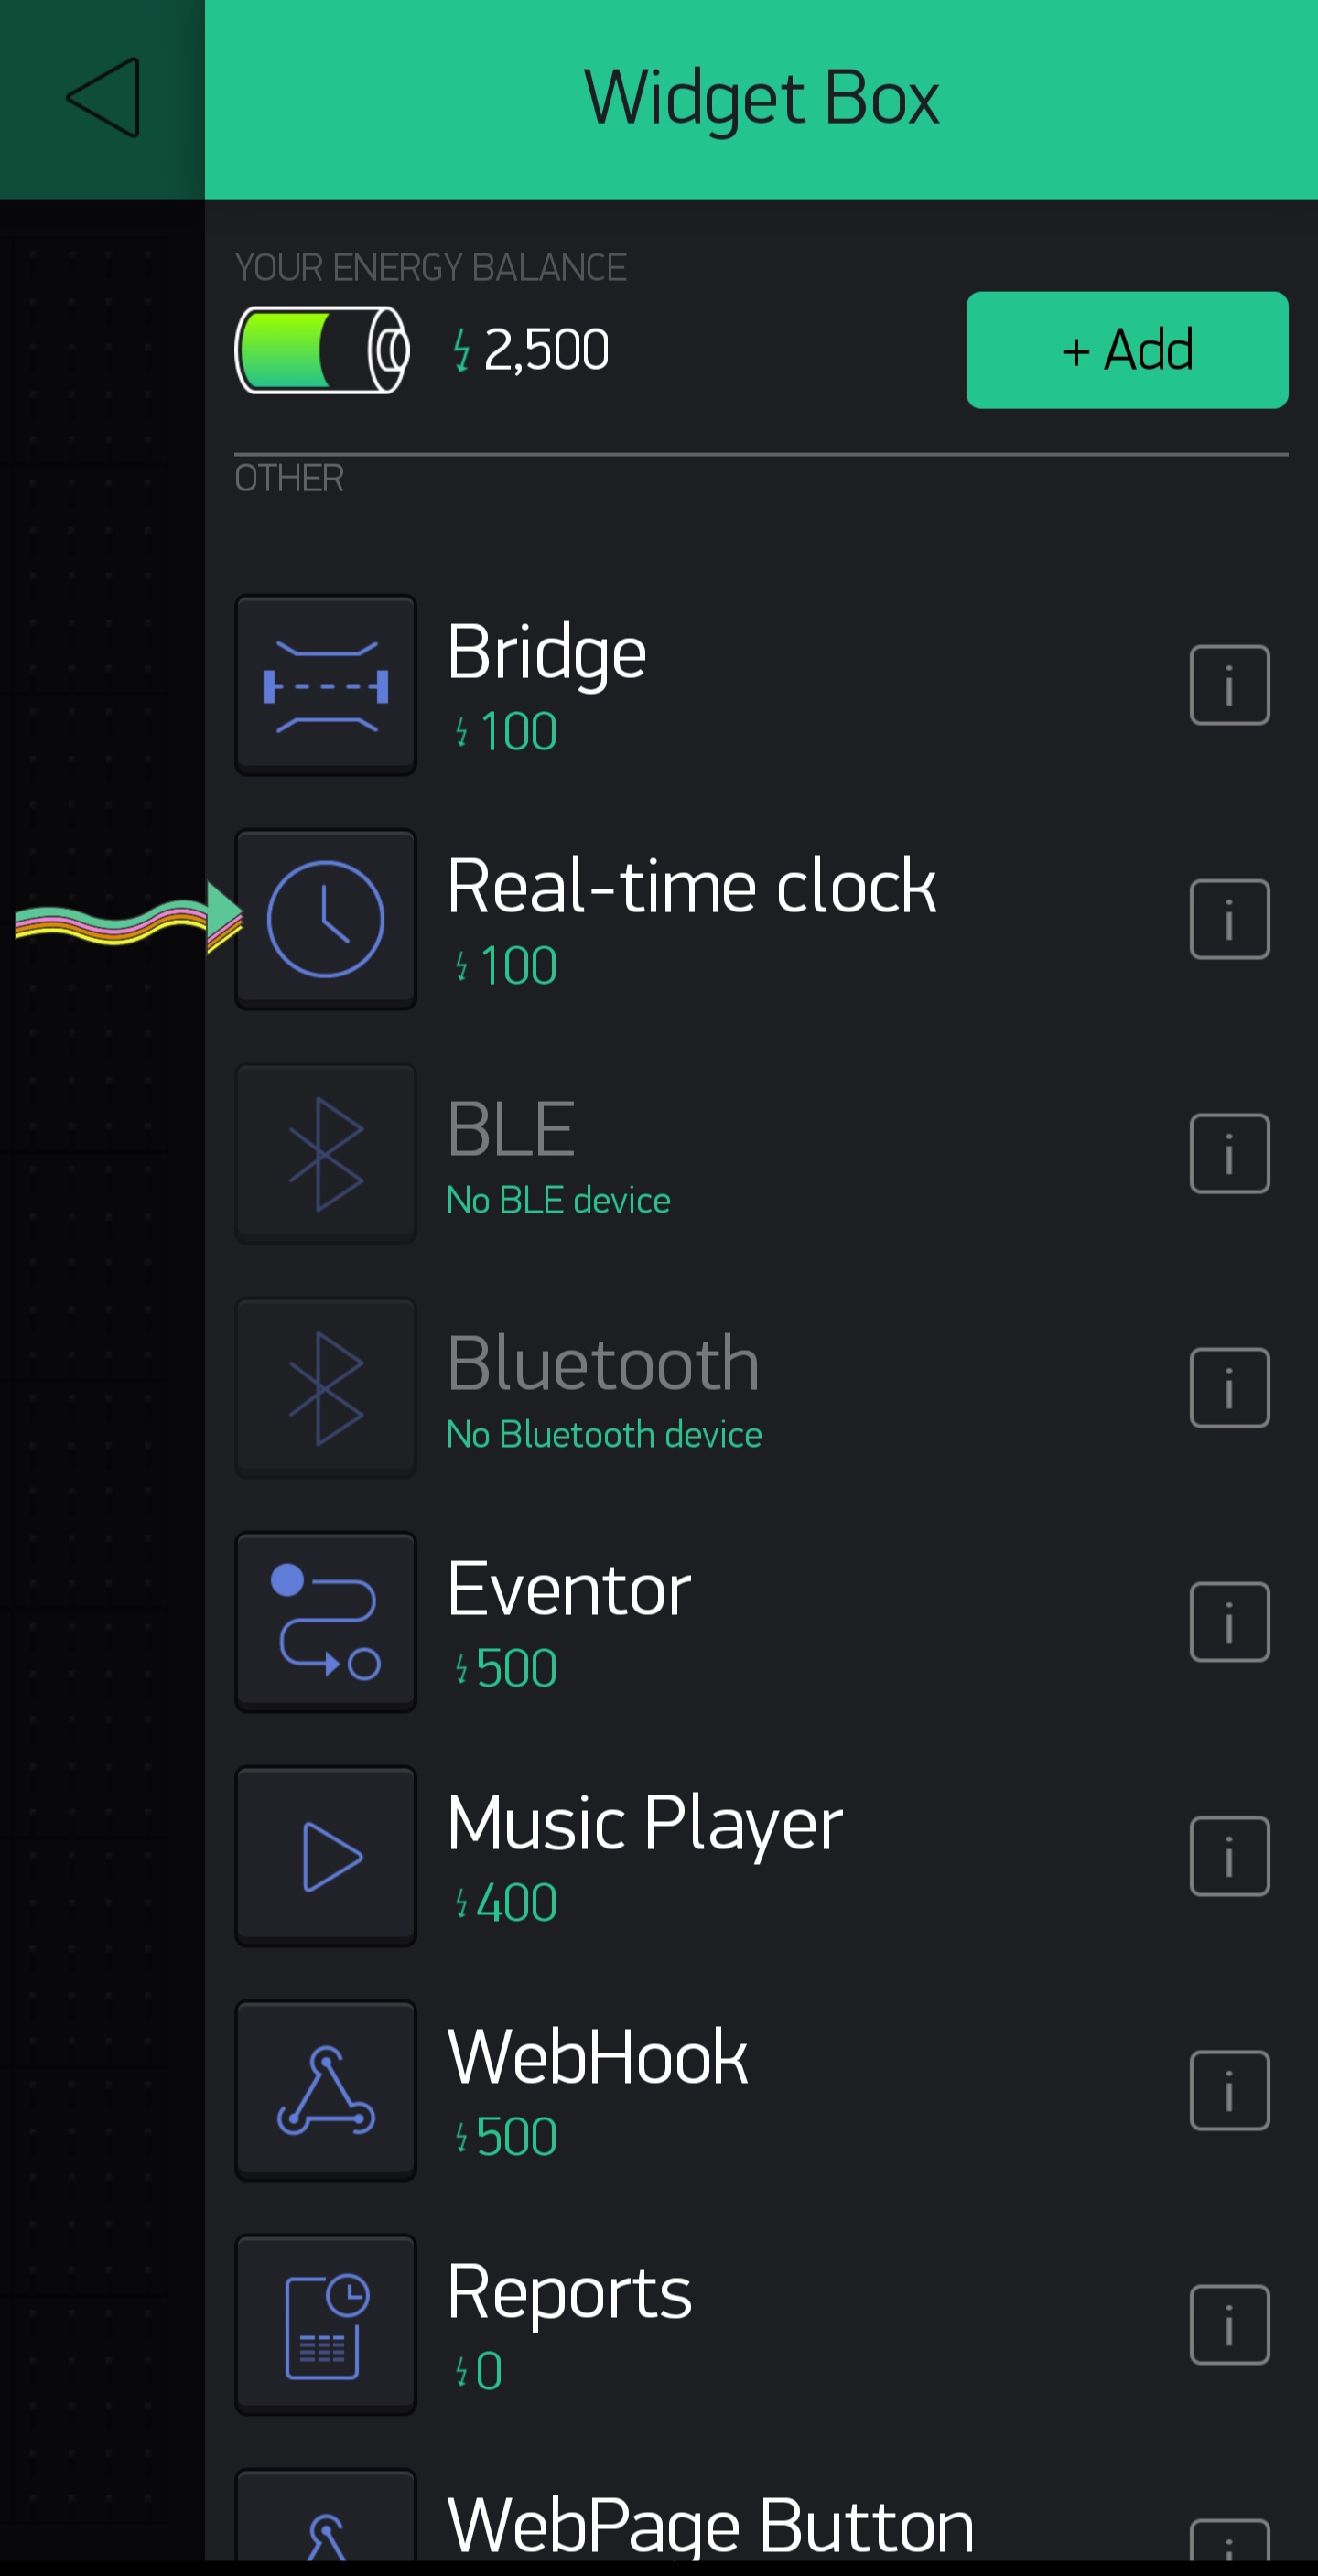 Widget Box
YOUR ENERGY BALANCE
2,500
+ Add
OTHER
Bridge
100
i
Real-time clock
100
i
BLE
No BLE device
i
Bluetooth
No Bluetooth device
i
Eventor
500
i
Music Player
400
i
WebHook
500
i
Reports
0
i
WebPage Button
i